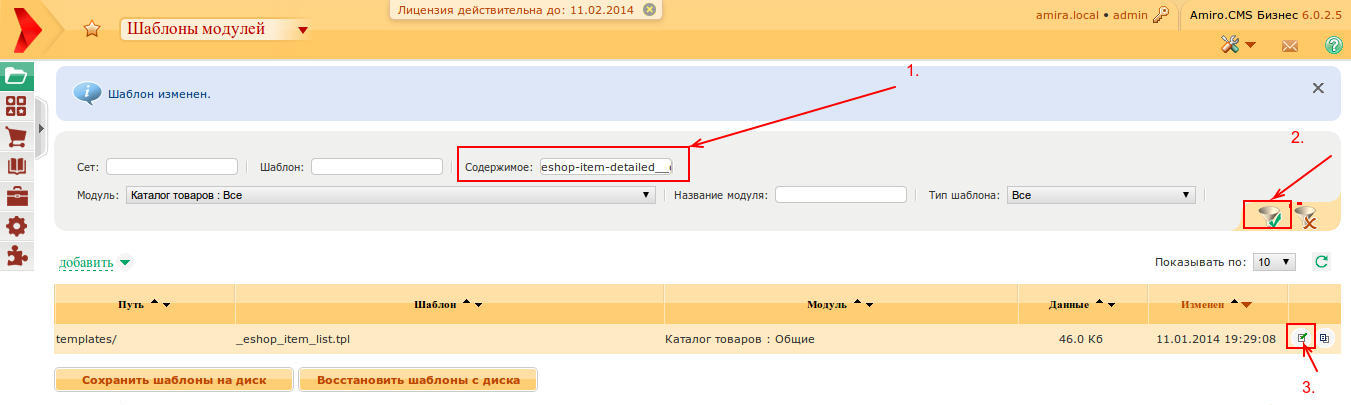 Лицензия действительна до: 11.02.2014
Шаблоны модулей
amira.local • admin
Amiro.CMS Бизнес 6.0.2.5
1.
Шаблон изменен.
2.
Сет:
Шаблон:
Содержимое: eshop-item-detailed__
Модуль: Каталог товаров : Все
Название модуля:
Тип шаблона: Все
добавить
Показывать по: 10
Путь Шаблон Модуль Данные Изменен
templates/ _eshop_item_list.tpl Каталог товаров : Общие 46.0 Кб 11.01.2014 19:29:08
Сохранить шаблоны на диск
Восстановить шаблоны с диска
3.